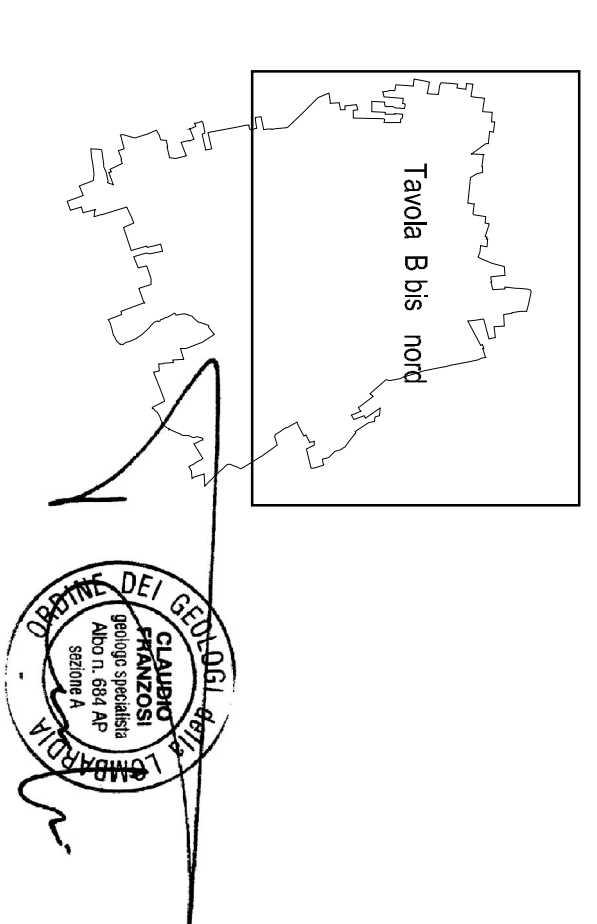 Tavola B bis nord
ORDINE DEI GEOLOGI della LOMBARDIA -
CLAUDIO
FRANZOSI
geologo specialista
Albo n. 684 AP
sezione A